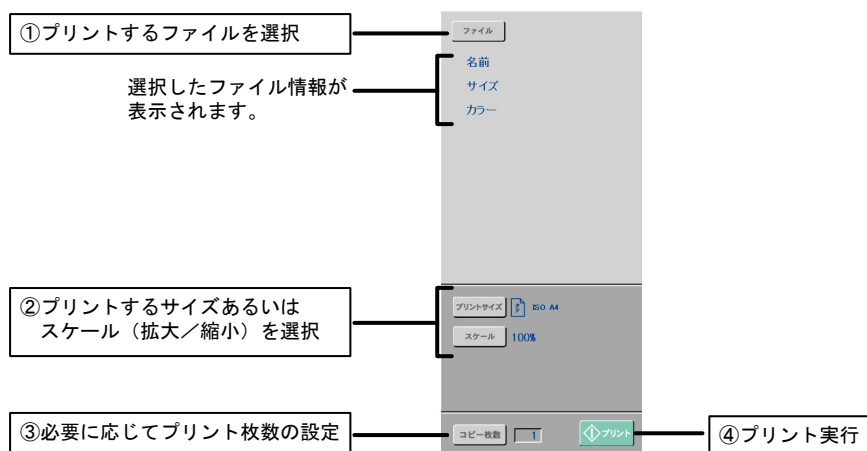 ①プリントするファイルを選択
ファイル
選択したファイル情報が
表示されます。
名前
サイズ
カラー
②プリントするサイズあるいは
スケール（拡大／縮小）を選択
プリントサイズ ISO A4
スケール 100%
③必要に応じてプリント枚数の設定
コピー枚数 1
プリント
④プリント実行